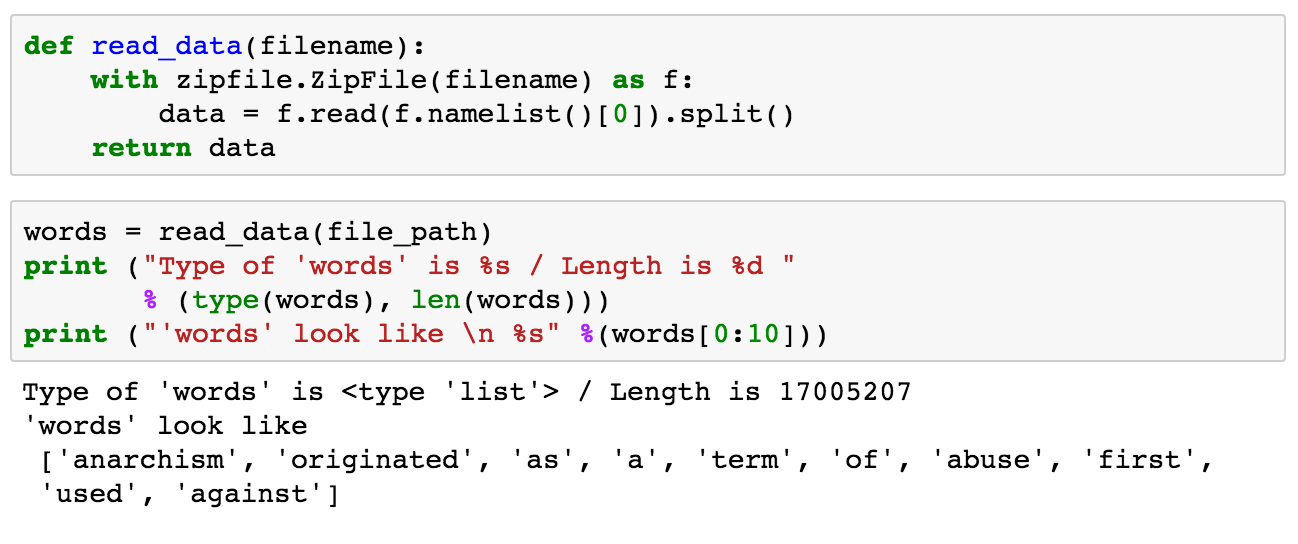 def read_data(filename):
    with zipfile.ZipFile(filename) as f:
        data = f.read(f.namelist()[0]).split()
    return data
words = read_data(file_path)
print ("Type of 'words' is %s / Length is %d "
       % (type(words), len(words)))
print ("'words' look like \n %s" %(words[0:10]))
Type of 'words' is <type 'list'> / Length is 17005207
'words' look like
 ['anarchism', 'originated', 'as', 'a', 'term', 'of', 'abuse', 'first',
 'used', 'against']